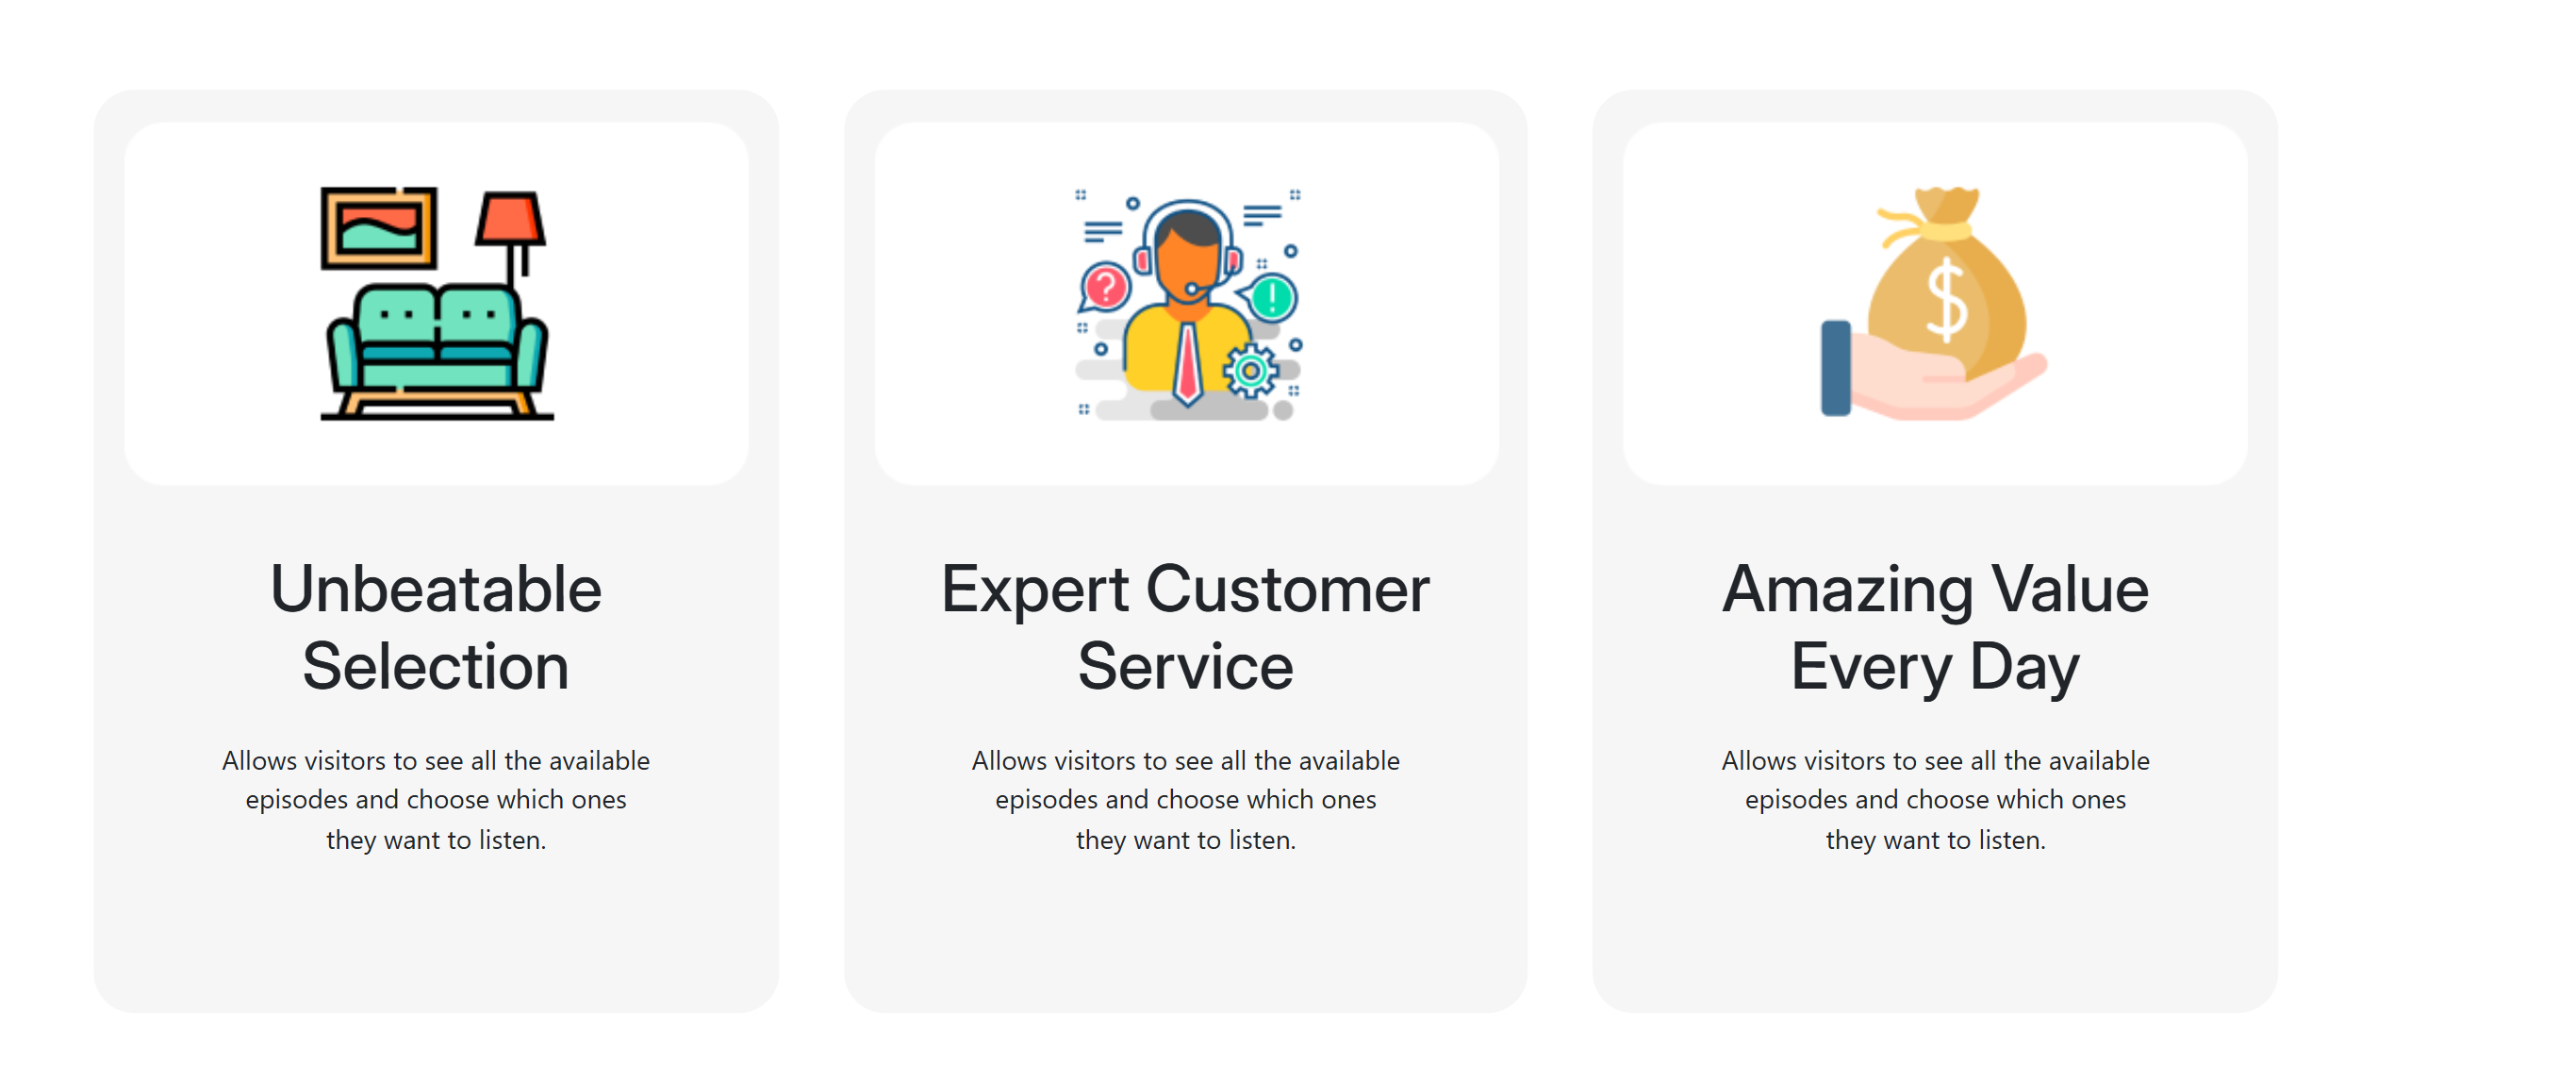 Unbeatable
Selection
Allows visitors to see all the available
episodes and choose which ones
they want to listen.
Expert Customer
Service
Allows visitors to see all the available
episodes and choose which ones
they want to listen.
Amazing Value
Every Day
Allows visitors to see all the available
episodes and choose which ones
they want to listen.